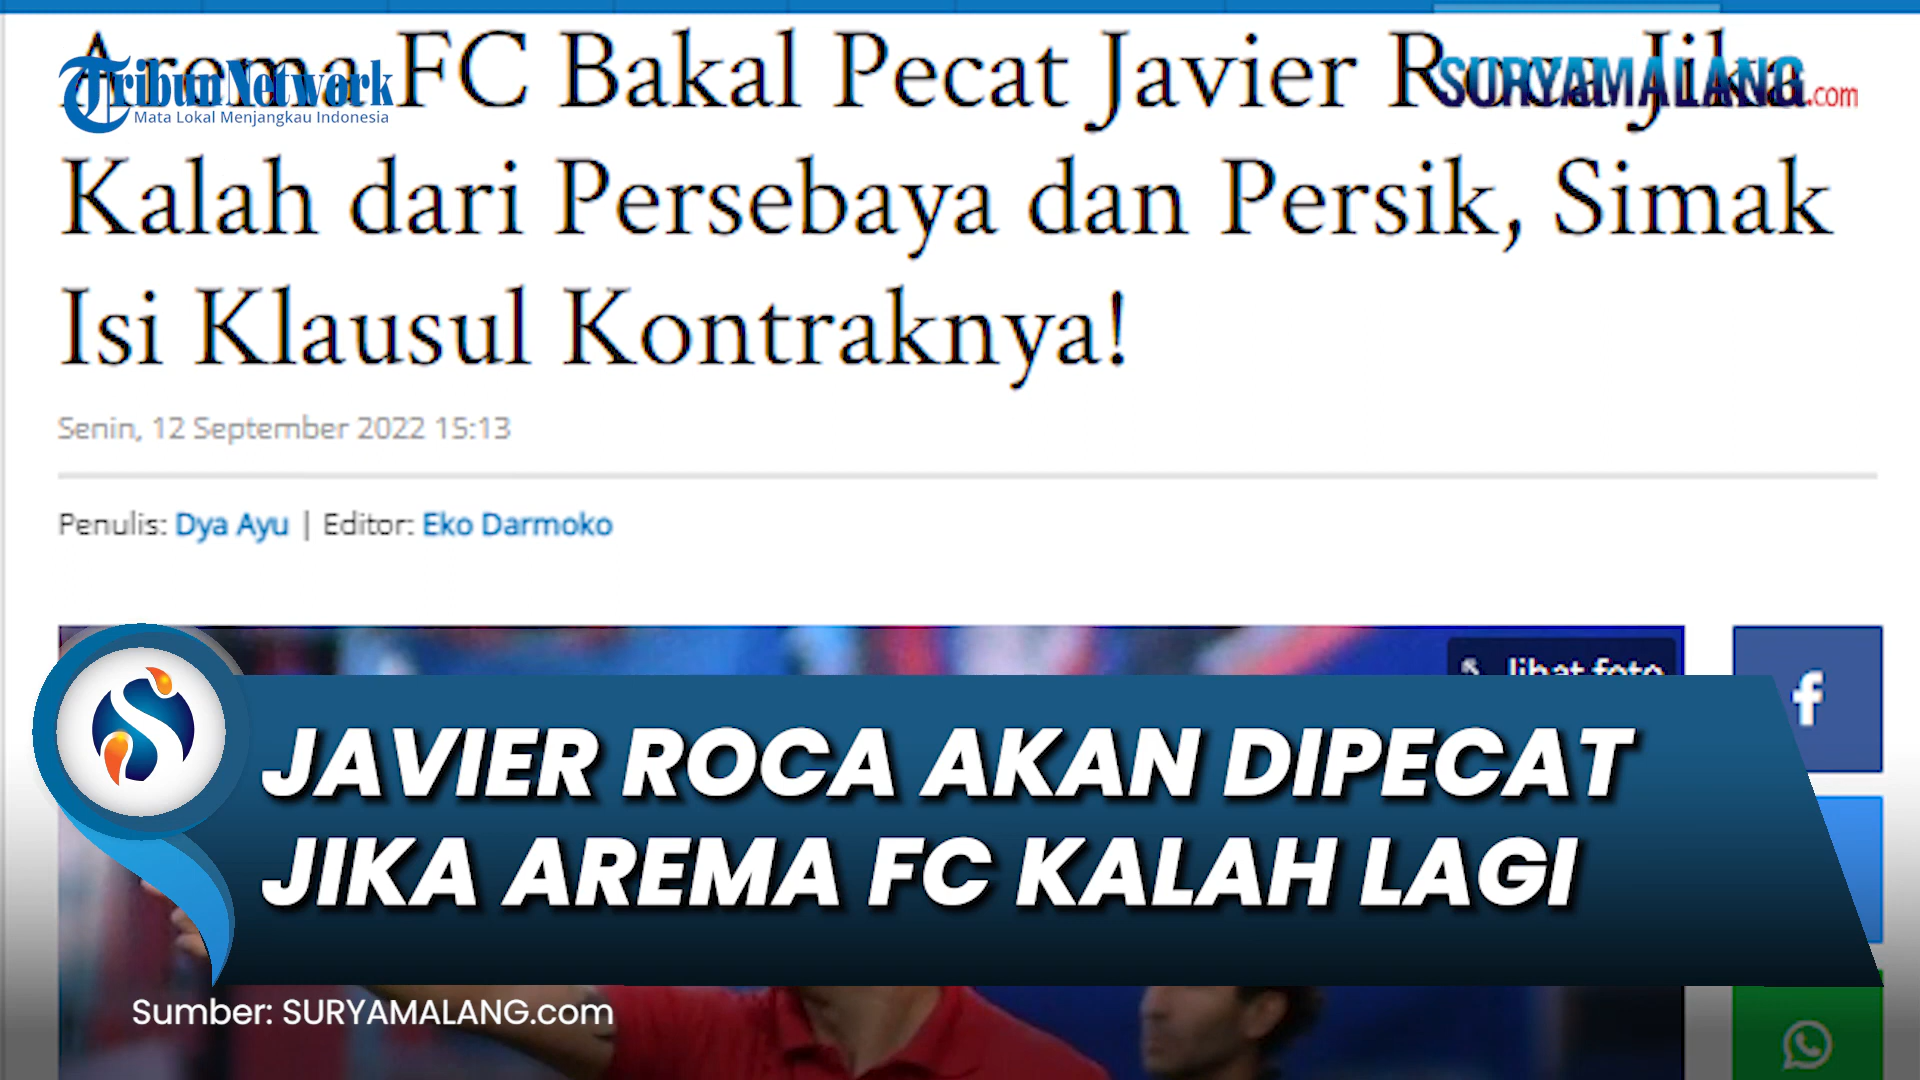 Arema FC Bakal Pecat Javier Roca Jika
TribunNetwork
Mata Lokal Menjangkau Indonesia
SURYAMALANG.com
Kalah dari Persebaya dan Persik, Simak
Isi Klausul Kontraknya!
Senin, 12 September 2022 15:13
Penulis: Dya Ayu | Editor: Eko Darmoko
lihat foto
JAVIER ROCA AKAN DIPECAT
JIKA AREMA FC KALAH LAGI
Sumber: SURYAMALANG.com